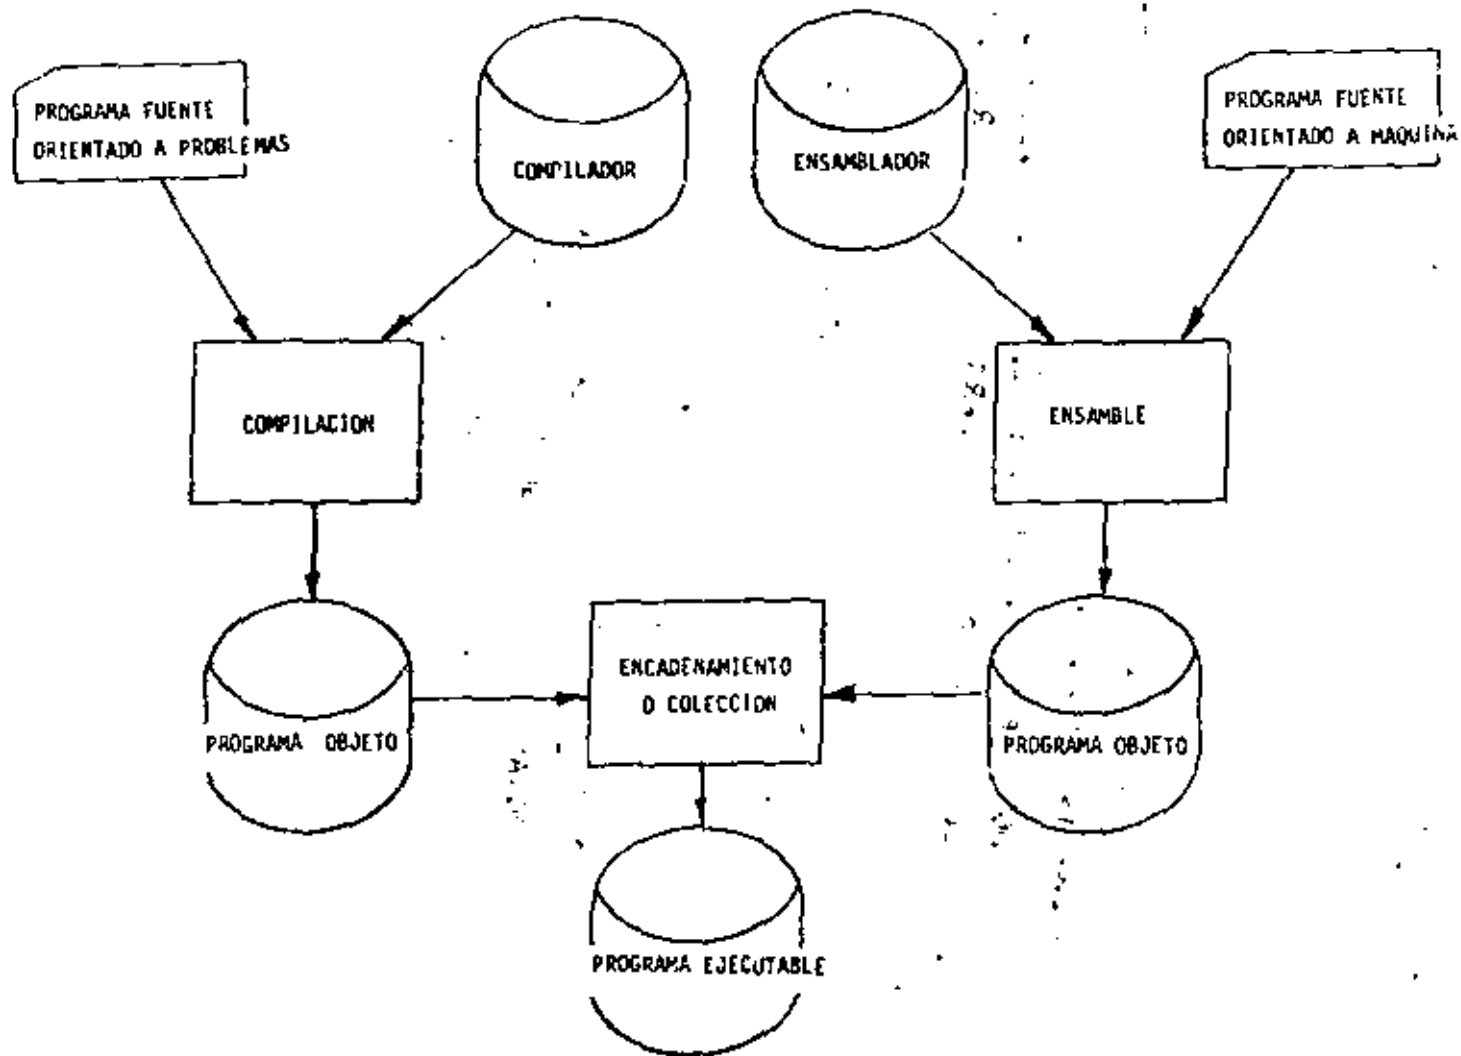 PROGRAMA FUENTE
ORIENTADO A PROBLEMAS
COMPILADOR
ENSAMBLADOR
PROGRAMA FUENTE
ORIENTADO A MAQUINA
COMPILACION
ENSAMBLE
PROGRAMA OBJETO
ENCADENAMIENTO
O COLECCION
PROGRAMA OBJETO
PROGRAMA EJECUTABLE